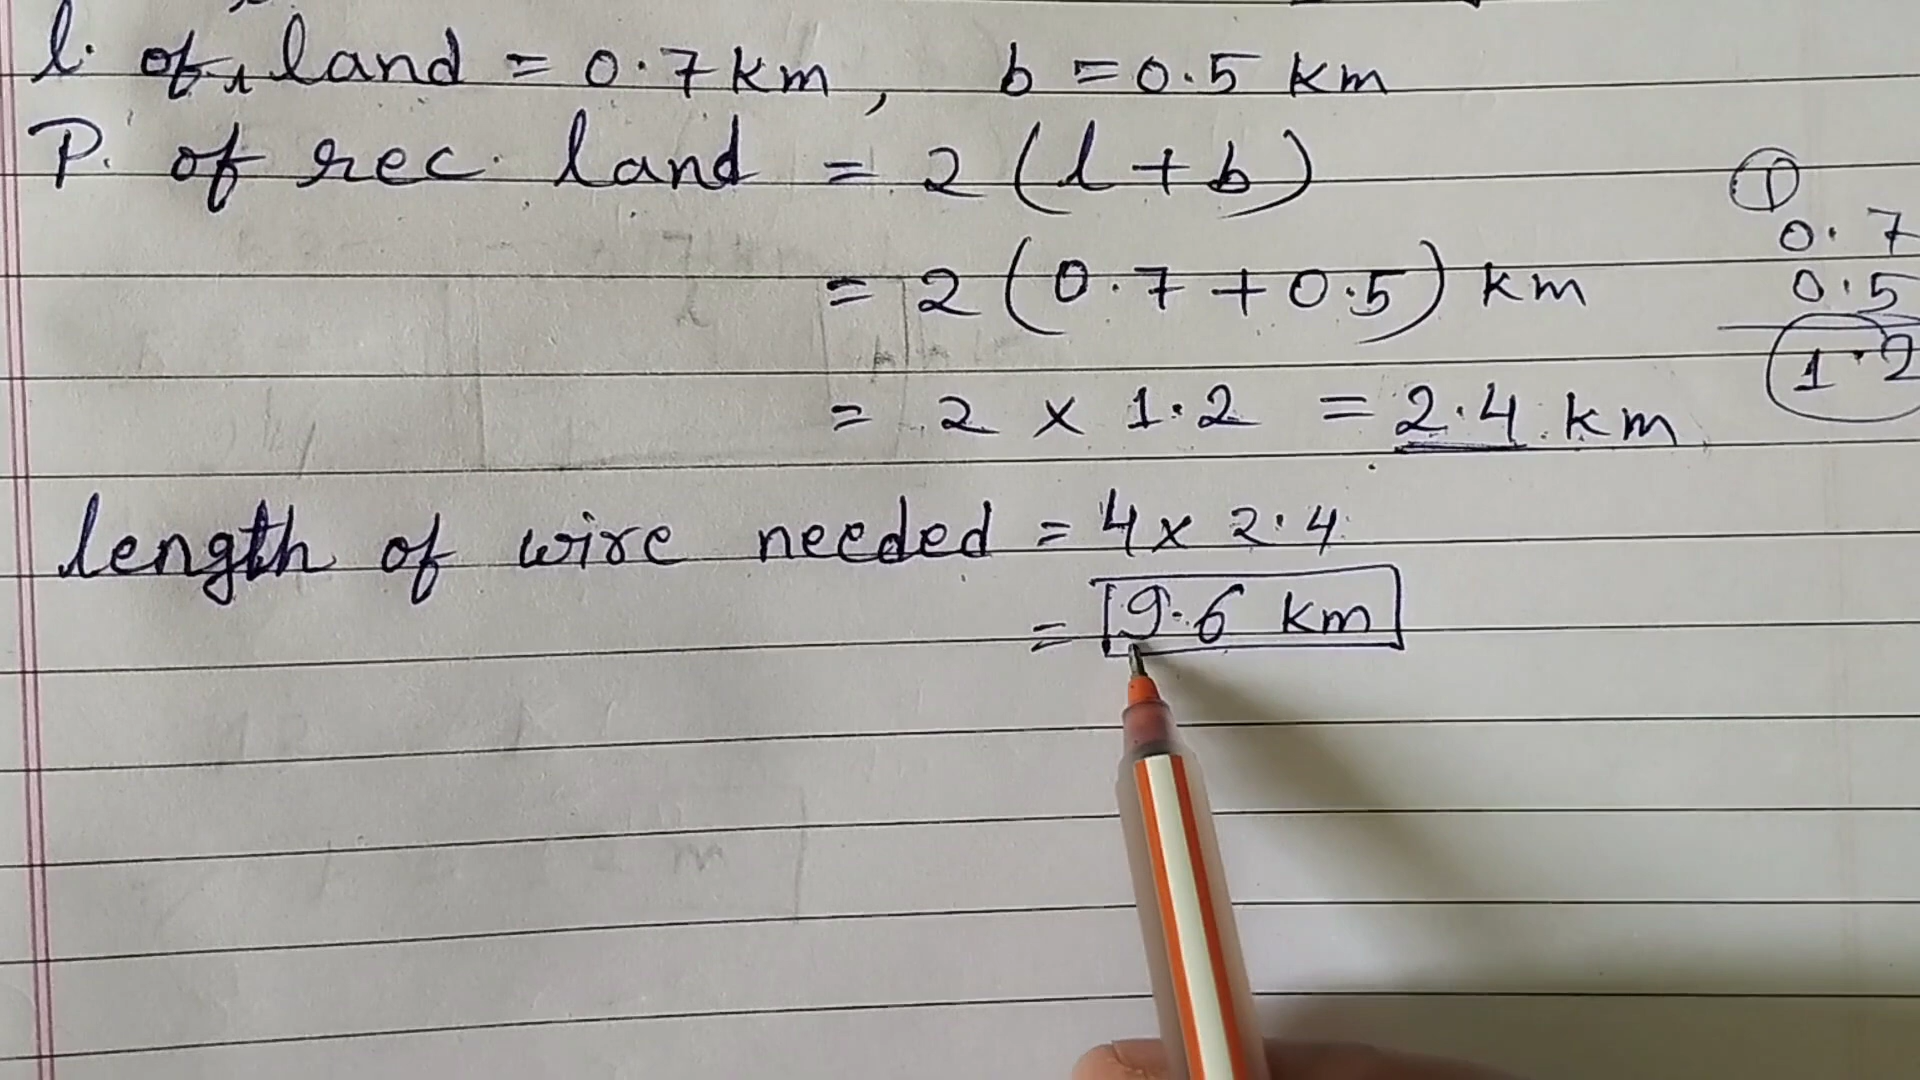 l. of land = 0.7 km, b = 0.5 km
P. of rec. land = 2 (l + b)
= 2 (0.7 + 0.5) km
= 2 x 1.2 = 2.4 km
1
0.7
0.5
1.2
length of wire needed = 4 x 2.4
= 9.6 km